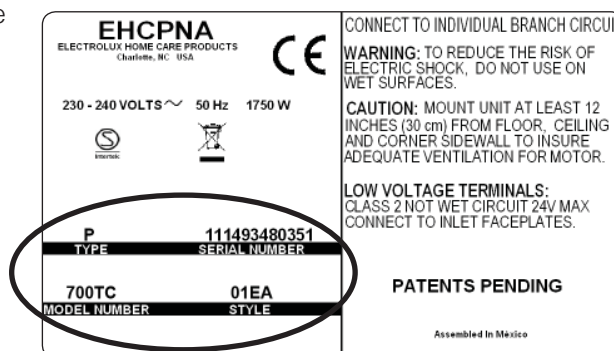 e
EHCPNA
ELECTROLUX HOME CARE PRODUCTS
Charlotte, NC USA
CE
230 - 240 VOLTS ~ 50 Hz 1750 W
S
Intertek
P 111493480351
TYPE SERIAL NUMBER
700TC 01EA
MODEL NUMBER STYLE
CONNECT TO INDIVIDUAL BRANCH CIRCUI
WARNING: TO REDUCE THE RISK OF
ELECTRIC SHOCK, DO NOT USE ON
WET SURFACES.
CAUTION: MOUNT UNIT AT LEAST 12
INCHES (30 cm) FROM FLOOR, CEILING
AND CORNER SIDEWALL TO INSURE
ADEQUATE VENTILATION FOR MOTOR.
LOW VOLTAGE TERMINALS:
CLASS 2 NOT WET CIRCUIT 24V MAX
CONNECT TO INLET FACEPLATES.
PATENTS PENDING
Assembled In México